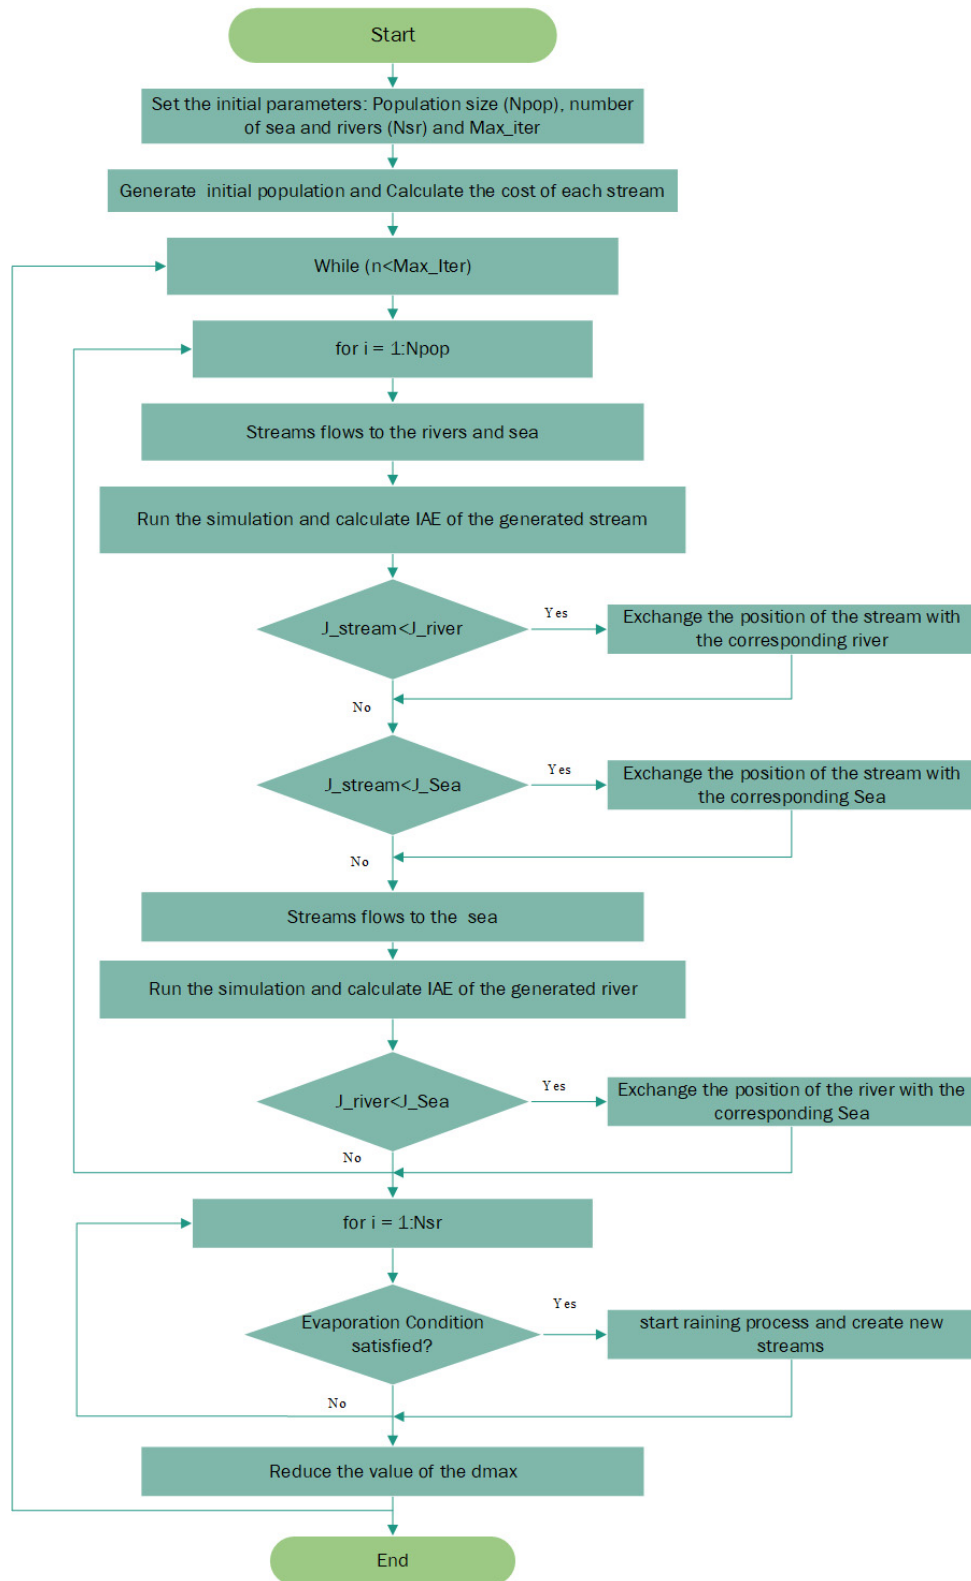 Start
Set the initial parameters: Population size (Npop), number
of sea and rivers (Nsr) and Max_iter
Generate initial population and Calculate the cost of each stream
While (n<Max_Iter)
for i = 1:Npop
Streams flows to the rivers and sea
Run the simulation and calculate IAE of the generated stream
J_stream<J_river
Yes
Exchange the position of the stream with
the corresponding river
No
J_stream<J_Sea
Yes
Exchange the position of the stream with
the corresponding Sea
No
Streams flows to the sea
Run the simulation and calculate IAE of the generated river
J_river<J_Sea
Yes
Exchange the position of the river with the
corresponding Sea
No
for i = 1:Nsr
Evaporation Condition
satisfied?
Yes
start raining process and create new
streams
No
Reduce the value of the dmax
End